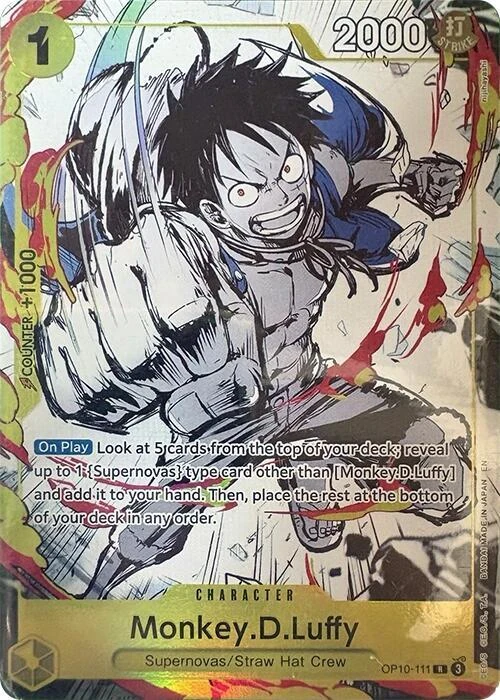 1
2000
打
STRIKE
nijihayashi
COUNTER +1000
On Play Look at 5 cards from the top of your deck; reveal
up to 1 {Supernovas} type card other than [Monkey.D.Luffy]
and add it to your hand. Then, place the rest at the bottom
of your deck in any order.
BANDAI MADE IN JAPAN EN
CHARACTER
Monkey.D.Luffy
Supernovas/Straw Hat Crew
OP10-111 R 3